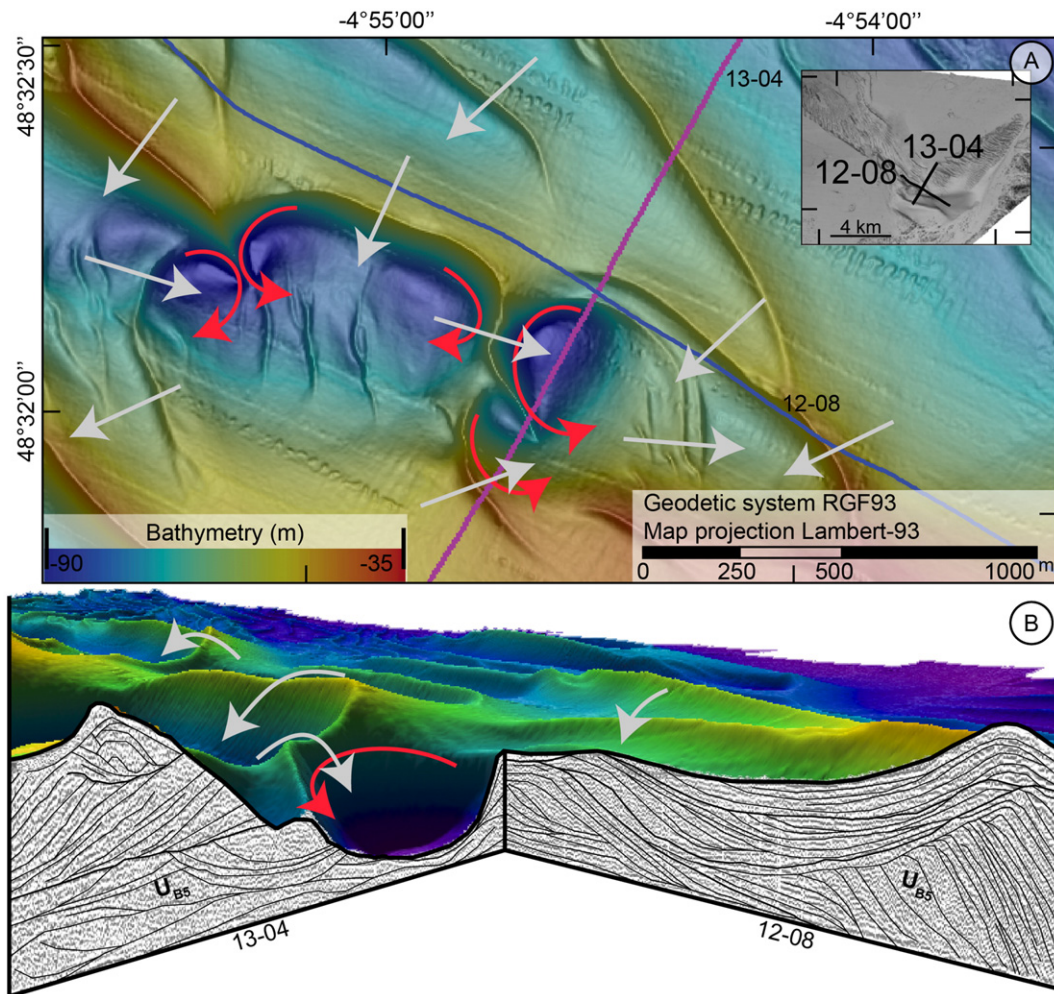 -4°55'00''
-4°54'00''
48°32'30
48°32'00
A
13-04
13-04
12-08
4 km
12-08
Geodetic system RGF93
Map projection Lambert-93
Bathymetry (m)
-90
-35
0
250
500
1000
m
B
UB5
UB5
13-04
12-08